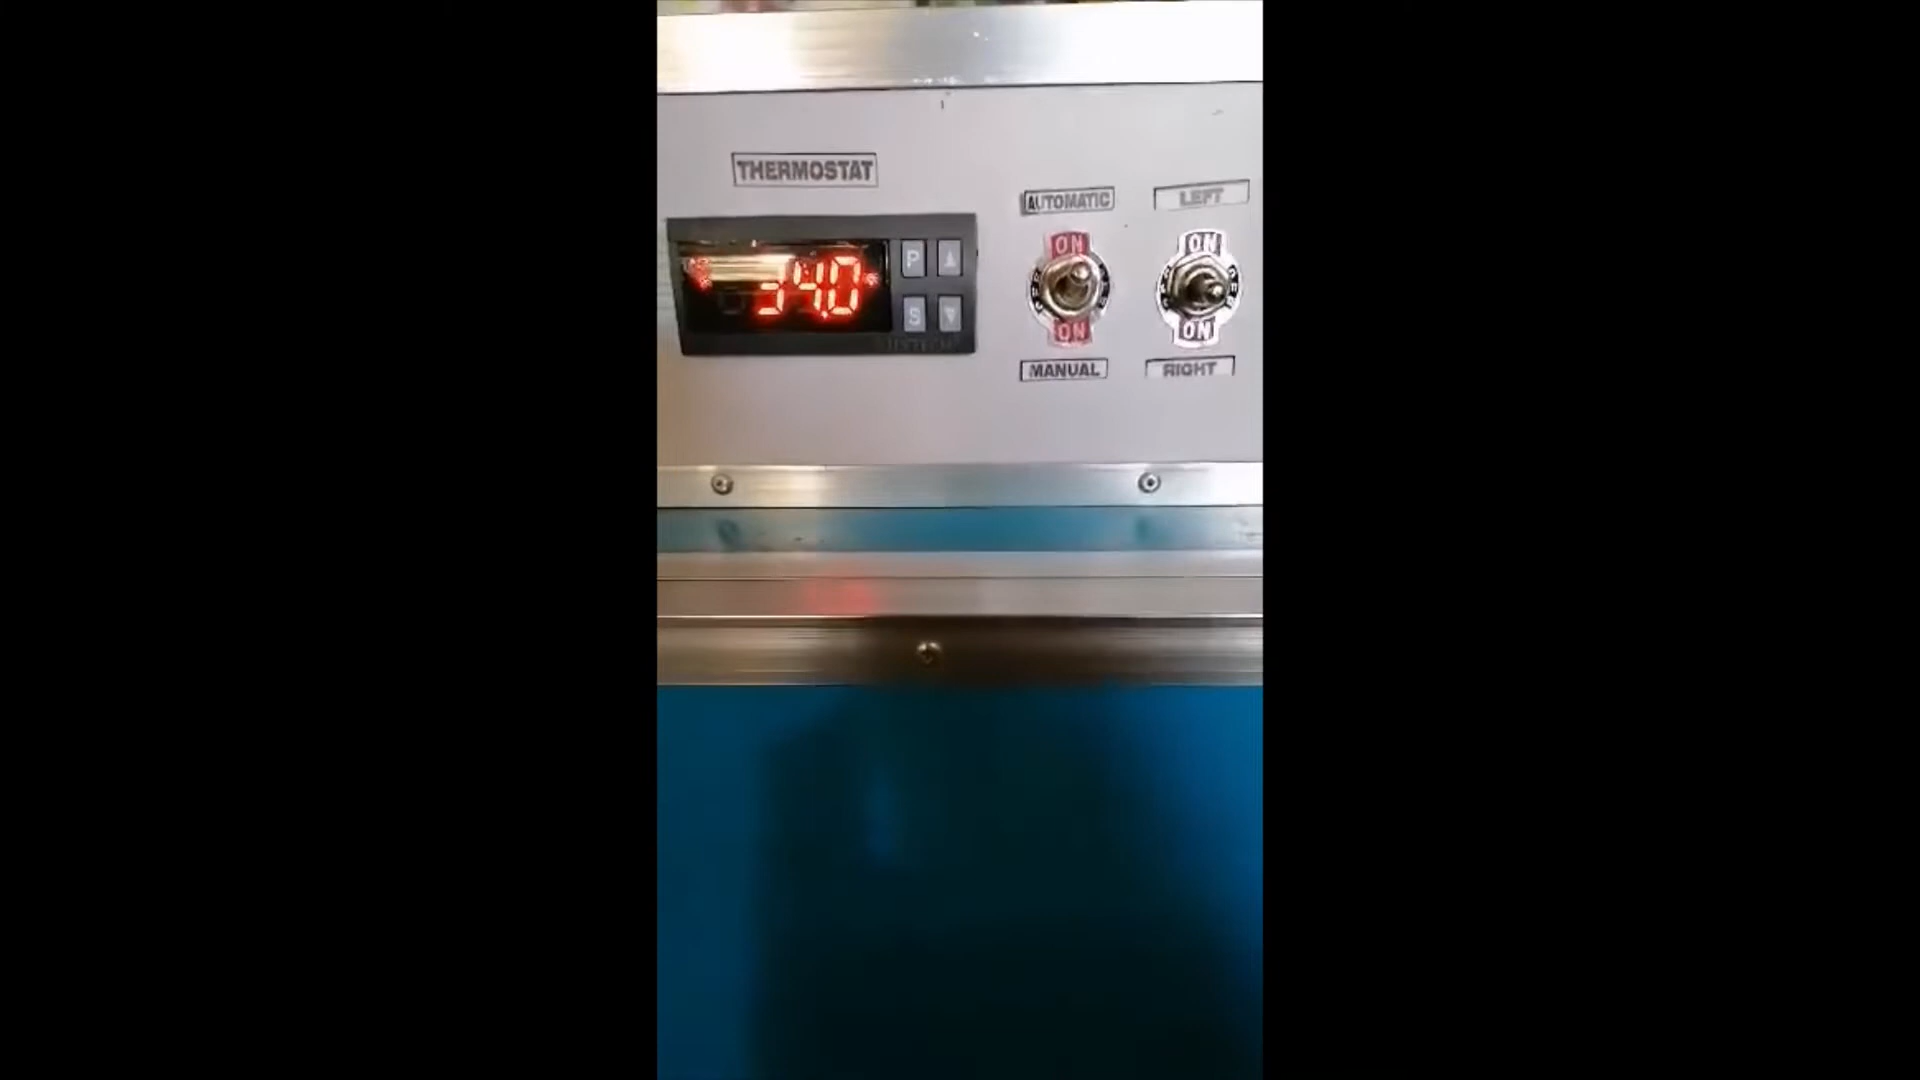 THERMOSTAT
AUTOMATIC
LEFT
34.0
P
S
ON
ON
ON
ON
MANUAL
RIGHT